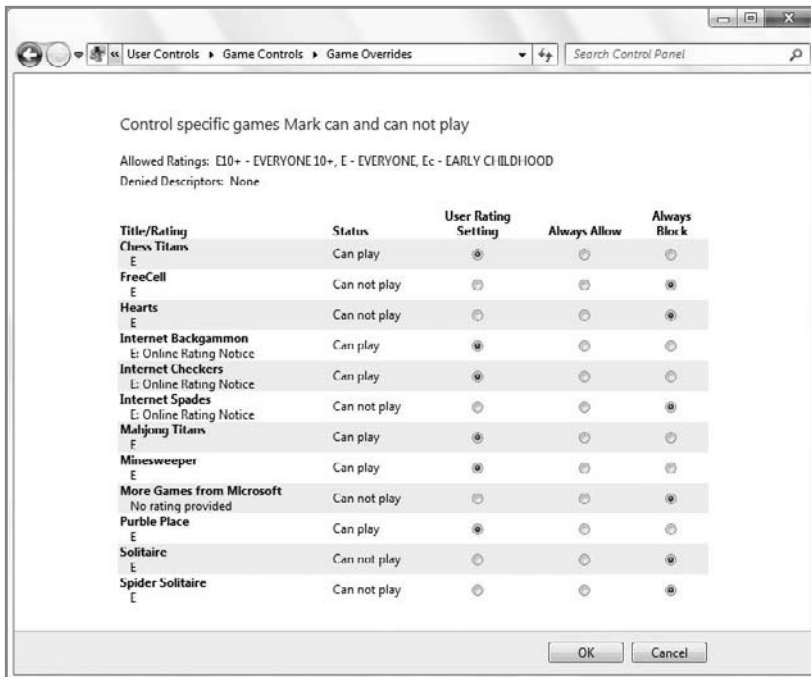 User Controls ▸ Game Controls ▸ Game Overrides
Search Control Panel
Control specific games Mark can and can not play
Allowed Ratings: E10+ - EVERYONE 10+, E - EVERYONE, Ec - EARLY CHILDHOOD
Denied Descriptors: None
Title/Rating Status User Rating Setting Always Allow Always Block
Chess Titans
E Can play
FreeCell
E Can not play
Hearts
E Can not play
Internet Backgammon
E: Online Rating Notice Can play
Internet Checkers
E: Online Rating Notice Can play
Internet Spades
E: Online Rating Notice Can not play
Mahjong Titans
E Can play
Minesweeper
E Can play
More Games from Microsoft
No rating provided Can not play
Purble Place
E Can play
Solitaire
E Can not play
Spider Solitaire
E Can not play
OK Cancel